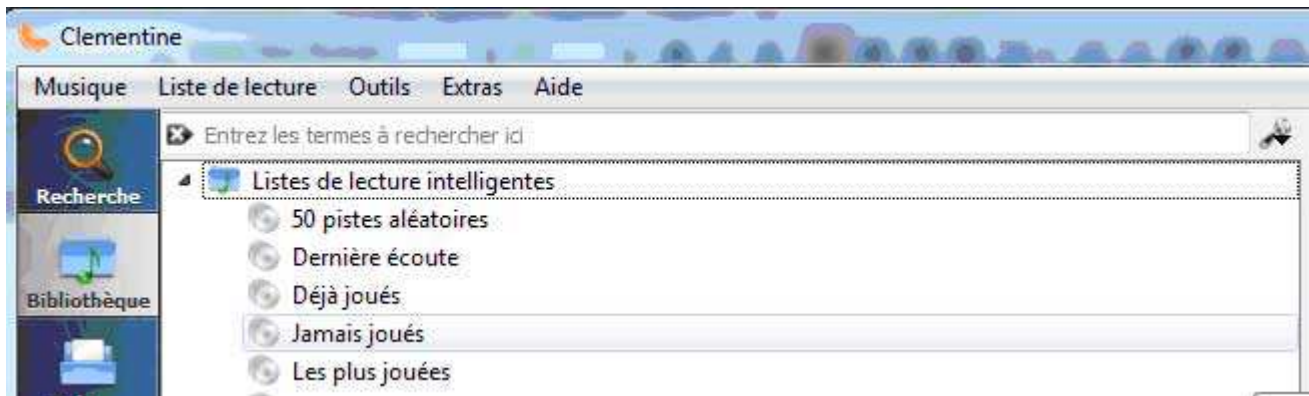 Clementine
Musique Liste de lecture Outils Extras Aide
Entrez les termes à rechercher ici
Recherche
Listes de lecture intelligentes
50 pistes aléatoires
Dernière écoute
Bibliothèque
Déjà joués
Jamais joués
Les plus jouées